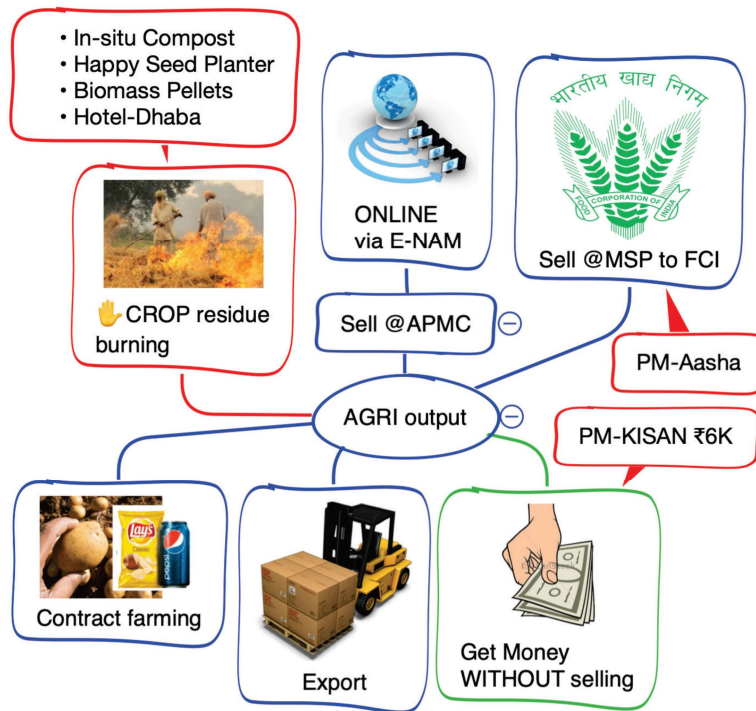 • In-situ Compost
• Happy Seed Planter
• Biomass Pellets
• Hotel-Dhaba
✋ CROP residue
burning
ONLINE
via E-NAM
Sell @APMC
भारतीय खाद्य निगम
FOOD CORPORATION OF INDIA
Sell @MSP to FCI
PM-Aasha
AGRI output
PM-KISAN ₹6K
Lay's
Classic
pepsi
Contract farming
Export
Get Money
WITHOUT selling